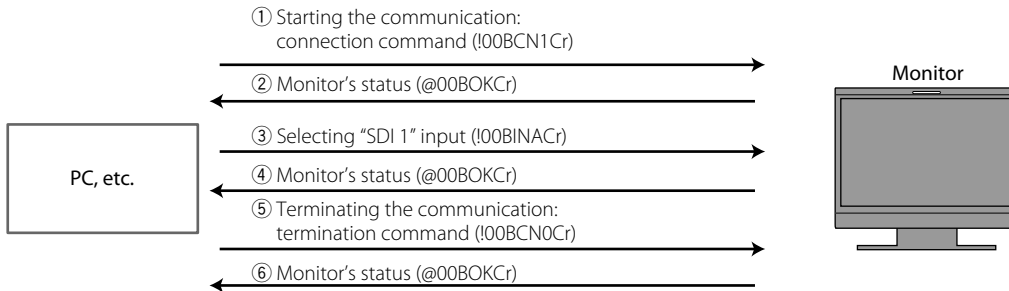 ① Starting the communication:
connection command (!00BCN1Cr)
② Monitor's status (@00BOKCr)
Monitor
③ Selecting “SDI 1” input (!00BINACr)
PC, etc.
④ Monitor's status (@00BOKCr)
⑤ Terminating the communication:
termination command (!00BCN0Cr)
⑥ Monitor's status (@00BOKCr)